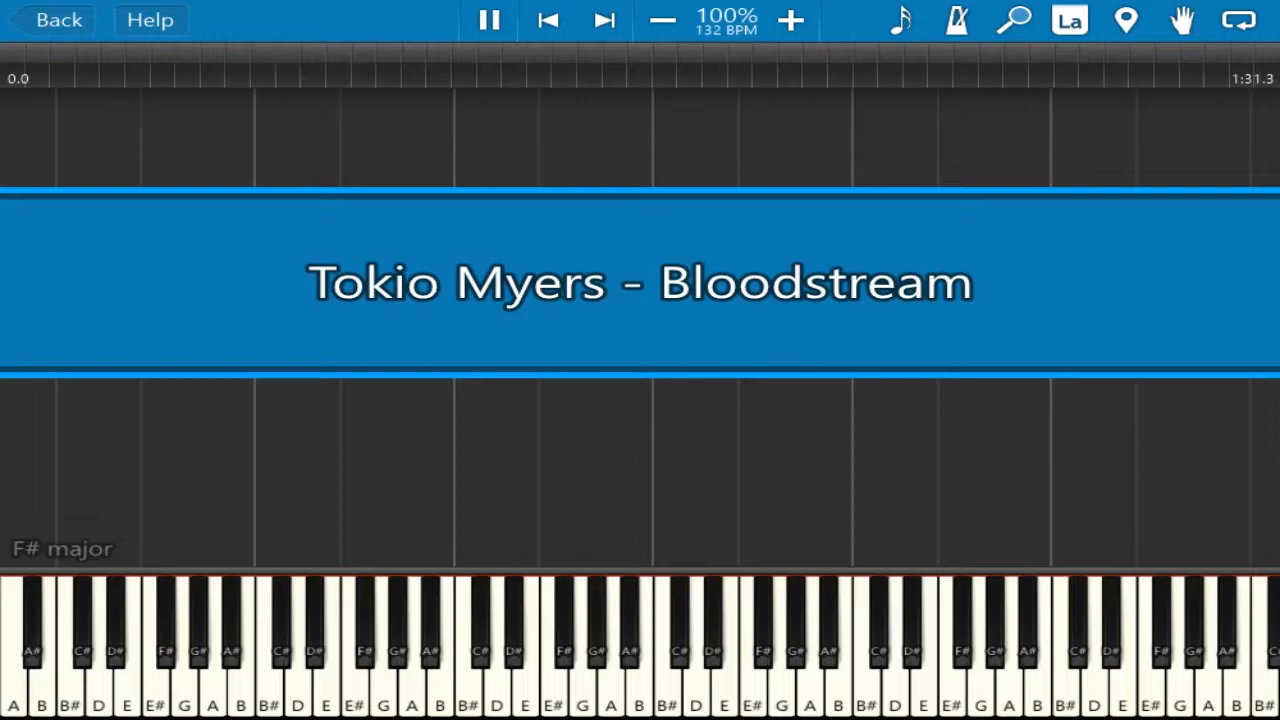 Back Help 100% La
132 BPM
0.0 1:31.3
Tokio Myers - Bloodstream
F# major
A# C# D# F# G# A# C# D# F# G# A# C# D# F# G# A# C# D# F# G# A# C# D# F# G# A# C# D# F# G# A#
A B B# D E E# G A B B# D E E# G A B B# D E E# G A B B# D E E# G A B B# D E E# G A B B# D E E# G A B B#